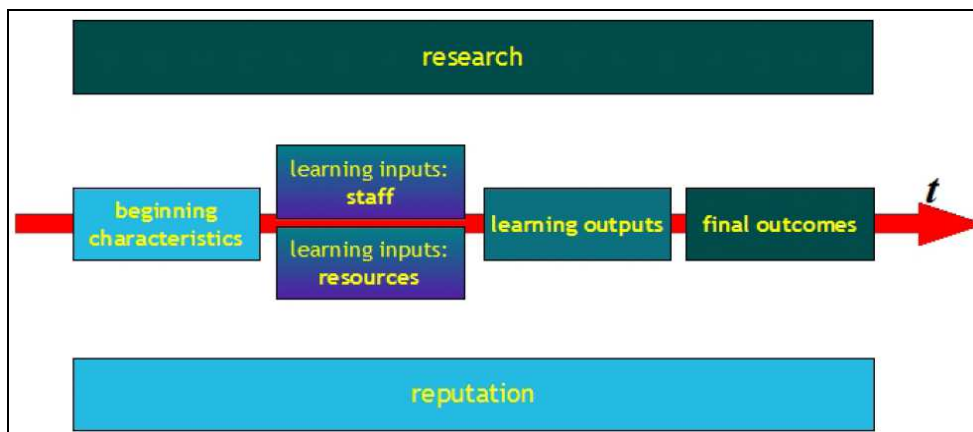 research
learning inputs:
staff
t
beginning
characteristics
learning outputs
final outcomes
learning inputs:
resources
reputation